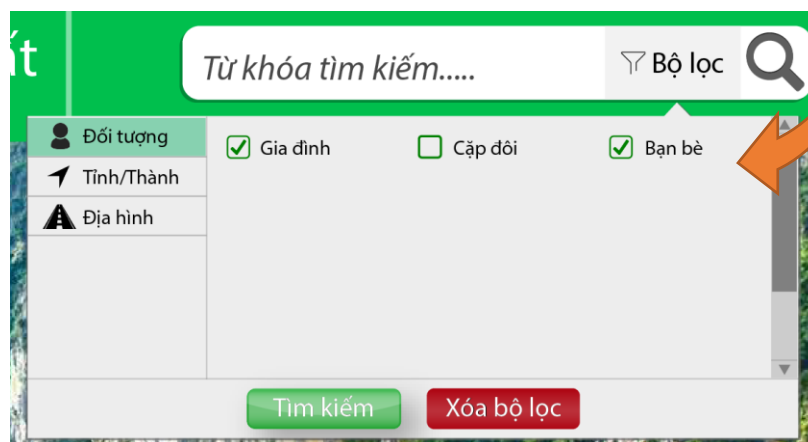 ất
Từ khóa tìm kiếm.....
Bộ lọc
Đối tượng
Tỉnh/Thành
Địa hình
Gia đình
Cặp đôi
Bạn bè
Tìm kiếm
Xóa bộ lọc